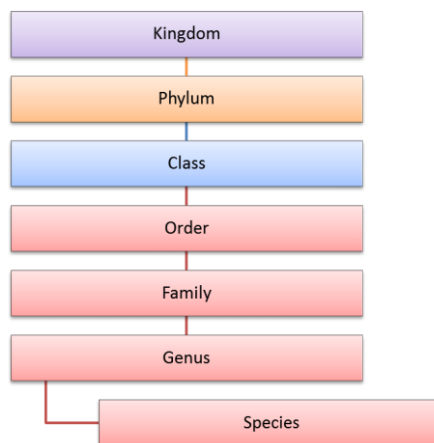 Kingdom
Phylum
Class
Order
Family
Genus
Species